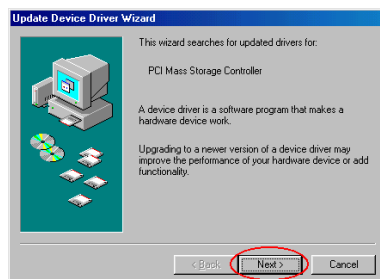 Update Device Driver Wizard
This wizard searches for updated drivers for:
PCI Mass Storage Controller
A device driver is a software program that makes a
hardware device work.
Upgrading to a newer version of a device driver may
improve the performance of your hardware device or add
functionality.
< Back
Next >
Cancel